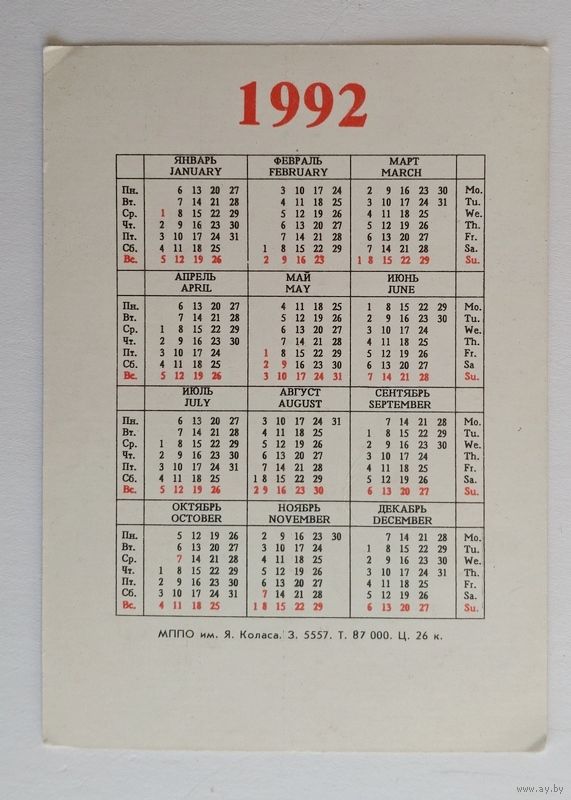 1992
ЯНВАРЬ ФЕВРАЛЬ МАРТ
JANUARY FEBRUARY MARCH
Пн. 6 13 20 27 3 10 17 24 2 9 16 23 30 Mo.
Вт. 7 14 21 28 4 11 18 25 3 10 17 24 31 Tu.
Ср. 1 8 15 22 29 5 12 19 26 4 11 18 25 We.
Чт. 2 9 16 23 30 6 13 20 27 5 12 19 26 Th.
Пт. 3 10 17 24 31 7 14 21 28 6 13 20 27 Fr.
Сб. 4 11 18 25 1 8 15 22 29 7 14 21 28 Sa.
Вс. 5 12 19 26 2 9 16 23 1 8 15 22 29 Su.
АПРЕЛЬ МАЙ ИЮНЬ
APRIL MAY JUNE
Пн. 6 13 20 27 4 11 18 25 1 8 15 22 29 Mo.
Вт. 7 14 21 28 5 12 19 26 2 9 16 23 30 Tu.
Ср. 1 8 15 22 29 6 13 20 27 3 10 17 24 We.
Чт. 2 9 16 23 30 7 14 21 28 4 11 18 25 Th.
Пт. 3 10 17 24 1 8 15 22 29 5 12 19 26 Fr.
Сб. 4 11 18 25 2 9 16 23 30 6 13 20 27 Sa
Вс. 5 12 19 26 3 10 17 24 31 7 14 21 28 Su.
ИЮЛЬ АВГУСТ СЕНТЯБРЬ
JULY AUGUST SEPTEMBER
Пн. 6 13 20 27 3 10 17 24 31 7 14 21 28 Mo.
Вт. 7 14 21 28 4 11 18 25 1 8 15 22 29 Tu.
Ср. 1 8 15 22 29 5 12 19 26 2 9 16 23 30 We.
Чт. 2 9 16 23 30 6 13 20 27 3 10 17 24 Th.
Пт. 3 10 17 24 31 7 14 21 28 4 11 18 25 Fr.
Сб. 4 11 18 25 1 8 15 22 29 5 12 19 26 Sa.
Вс. 5 12 19 26 2 9 16 23 30 6 13 20 27 Su.
ОКТЯБРЬ НОЯБРЬ ДЕКАБРЬ
OCTOBER NOVEMBER DECEMBER
Пн. 5 12 19 26 2 9 16 23 30 7 14 21 28 Mo.
Вт. 6 13 20 27 3 10 17 24 1 8 15 22 29 Tu.
Ср. 7 14 21 28 4 11 18 25 2 9 16 23 30 We.
Чт. 1 8 15 22 29 5 12 19 26 3 10 17 24 31 Th.
Пт. 2 9 16 23 30 6 13 20 27 4 11 18 25 Fr.
Сб. 3 10 17 24 31 7 14 21 28 5 12 19 26 Sa.
Вс. 4 11 18 25 1 8 15 22 29 6 13 20 27 Su.
МППО им. Я. Коласа. З. 5557. Т. 87 000. Ц. 26 к.
www.ay.by